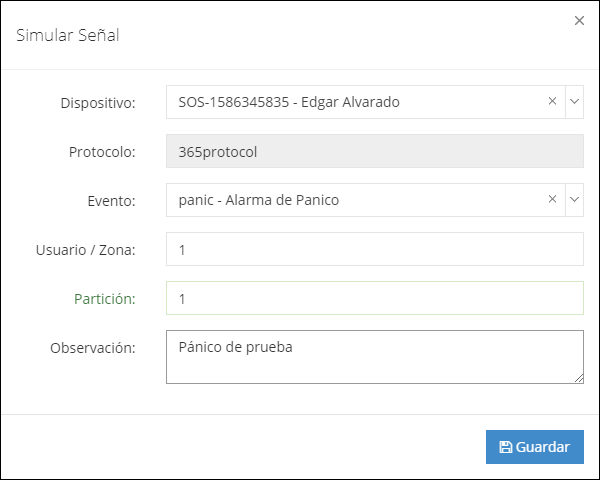 Simular Señal
Dispositivo: SOS-1586345835 - Edgar Alvarado
Protocolo: 365protocol
Evento: panic - Alarma de Panico
Usuario / Zona: 1
Partición: 1
Observación: Pánico de prueba
Guardar